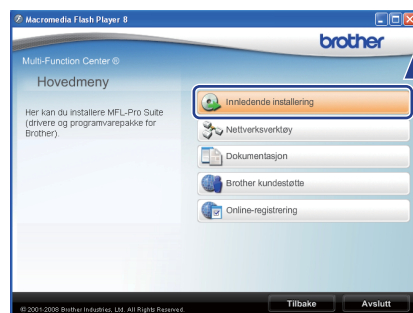 Macromedia Flash Player 8
brother
Multi-Function Center ®
Hovedmeny
Her kan du installere MFL-Pro Suite
(drivere og programvarepakke for
Brother).
Innledende installering
Nettverksverktøy
Dokumentasjon
Brother kundestøtte
Online-registrering
© 2001-2008 Brother Industries, Ltd. All Rights Reserved.
Tilbake
Avslutt